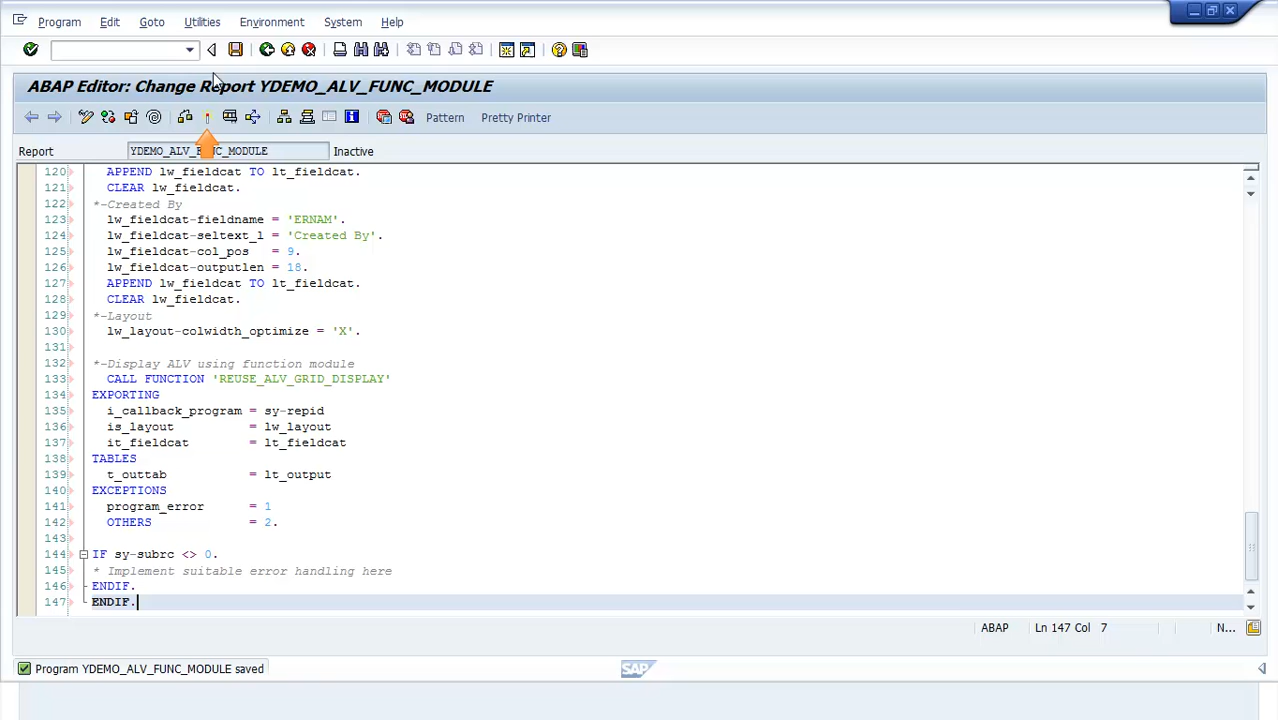 Program Edit Goto Utilities Environment System Help
ABAP Editor: Change Report YDEMO_ALV_FUNC_MODULE
Pattern Pretty Printer
Report YDEMO_ALV_FUNC_MODULE Inactive
120 APPEND lw_fieldcat TO lt_fieldcat.
121 CLEAR lw_fieldcat.
122 *-Created By
123 lw_fieldcat-fieldname = 'ERNAM'.
124 lw_fieldcat-seltext_l = 'Created By'.
125 lw_fieldcat-col_pos = 9.
126 lw_fieldcat-outputlen = 18.
127 APPEND lw_fieldcat TO lt_fieldcat.
128 CLEAR lw_fieldcat.
129 *-Layout
130 lw_layout-colwidth_optimize = 'X'.
131
132 *-Display ALV using function module
133 CALL FUNCTION 'REUSE_ALV_GRID_DISPLAY'
134 EXPORTING
135 i_callback_program = sy-repid
136 is_layout = lw_layout
137 it_fieldcat = lt_fieldcat
138 TABLES
139 t_outtab = lt_output
140 EXCEPTIONS
141 program_error = 1
142 OTHERS = 2.
143
144 IF sy-subrc <> 0.
145 * Implement suitable error handling here
146 ENDIF.
147 ENDIF.
ABAP Ln 147 Col 7 N...
Program YDEMO_ALV_FUNC_MODULE saved
SAP